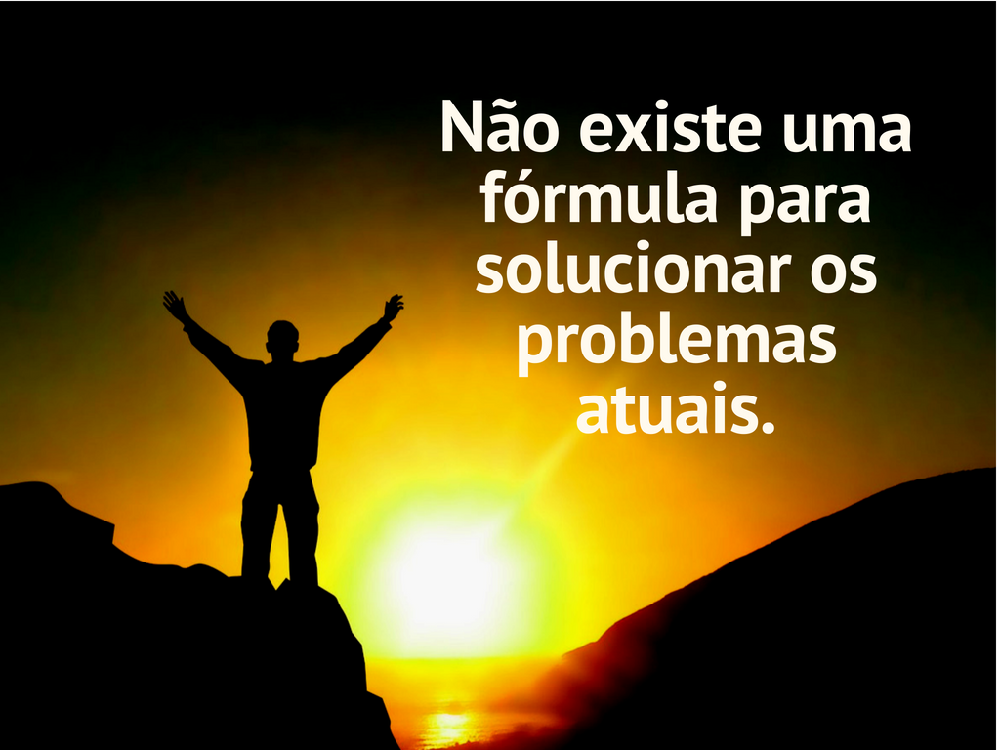 Não existe uma
fórmula para
solucionar os
problemas
atuais.